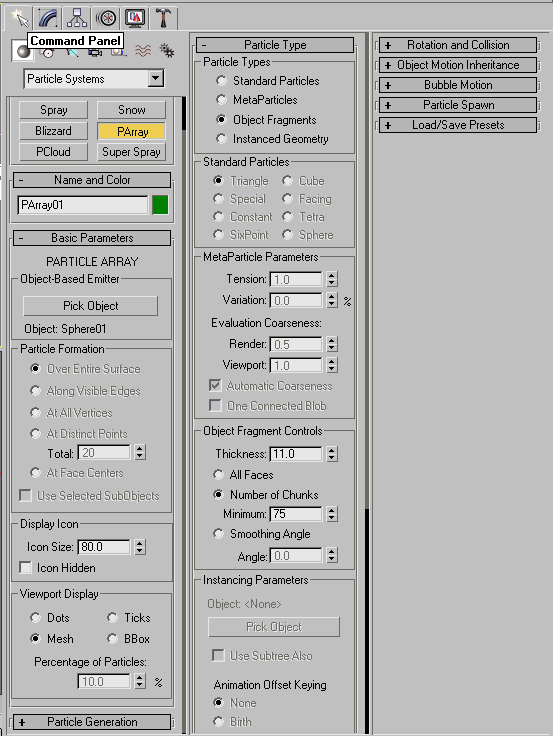 Command Panel
Particle Systems
Spray Snow
Blizzard PArray
PCloud Super Spray
- Name and Color
PArray01
- Basic Parameters
PARTICLE ARRAY
Object-Based Emitter
Pick Object
Object: Sphere01
Particle Formation
Over Entire Surface
Along Visible Edges
At All Vertices
At Distinct Points
Total: 20
At Face Centers
Use Selected SubObjects
Display Icon
Icon Size: 80.0
Icon Hidden
Viewport Display
Dots Ticks
Mesh BBox
Percentage of Particles:
10.0 %
+ Particle Generation
- Particle Type
Particle Types
Standard Particles
MetaParticles
Object Fragments
Instanced Geometry
Standard Particles
Triangle Cube
Special Facing
Constant Tetra
SixPoint Sphere
MetaParticle Parameters
Tension: 1.0
Variation: 0.0 %
Evaluation Coarseness:
Render: 0.5
Viewport: 1.0
Automatic Coarseness
One Connected Blob
Object Fragment Controls
Thickness: 11.0
All Faces
Number of Chunks
Minimum: 75
Smoothing Angle
Angle: 0.0
Instancing Parameters
Object: <None>
Pick Object
Use Subtree Also
Animation Offset Keying
None
Birth
+ Rotation and Collision
+ Object Motion Inheritance
+ Bubble Motion
+ Particle Spawn
+ Load/Save Presets